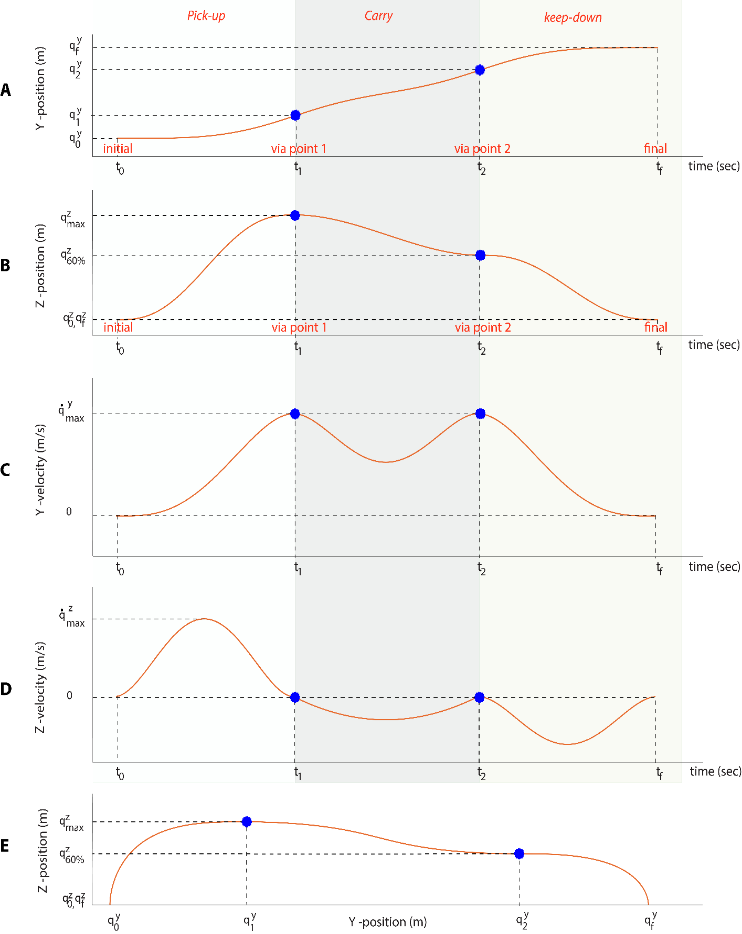 Pick-up Carry keep-down
A
Y -position (m)
q_f^y
q_2^y
q_1^y
q_0^y
initial via point 1 via point 2 final
t_0 t_1 t_2 t_f time (sec)
B
Z -position (m)
q_max^z
q_60%^z
q_0^z, q_f^z
initial via point 1 via point 2 final
t_0 t_1 t_2 t_f time (sec)
C
Y -velocity (m/s)
q̇_max^y
0
t_0 t_1 t_2 t_f time (sec)
D
Z -velocity (m/s)
q̇_max^z
0
t_0 t_1 t_2 t_f time (sec)
E
Z -position (m)
q_max^z
q_60%^z
q_0^z, q_f^z
q_0^y q_1^y Y -position (m) q_2^y q_f^y